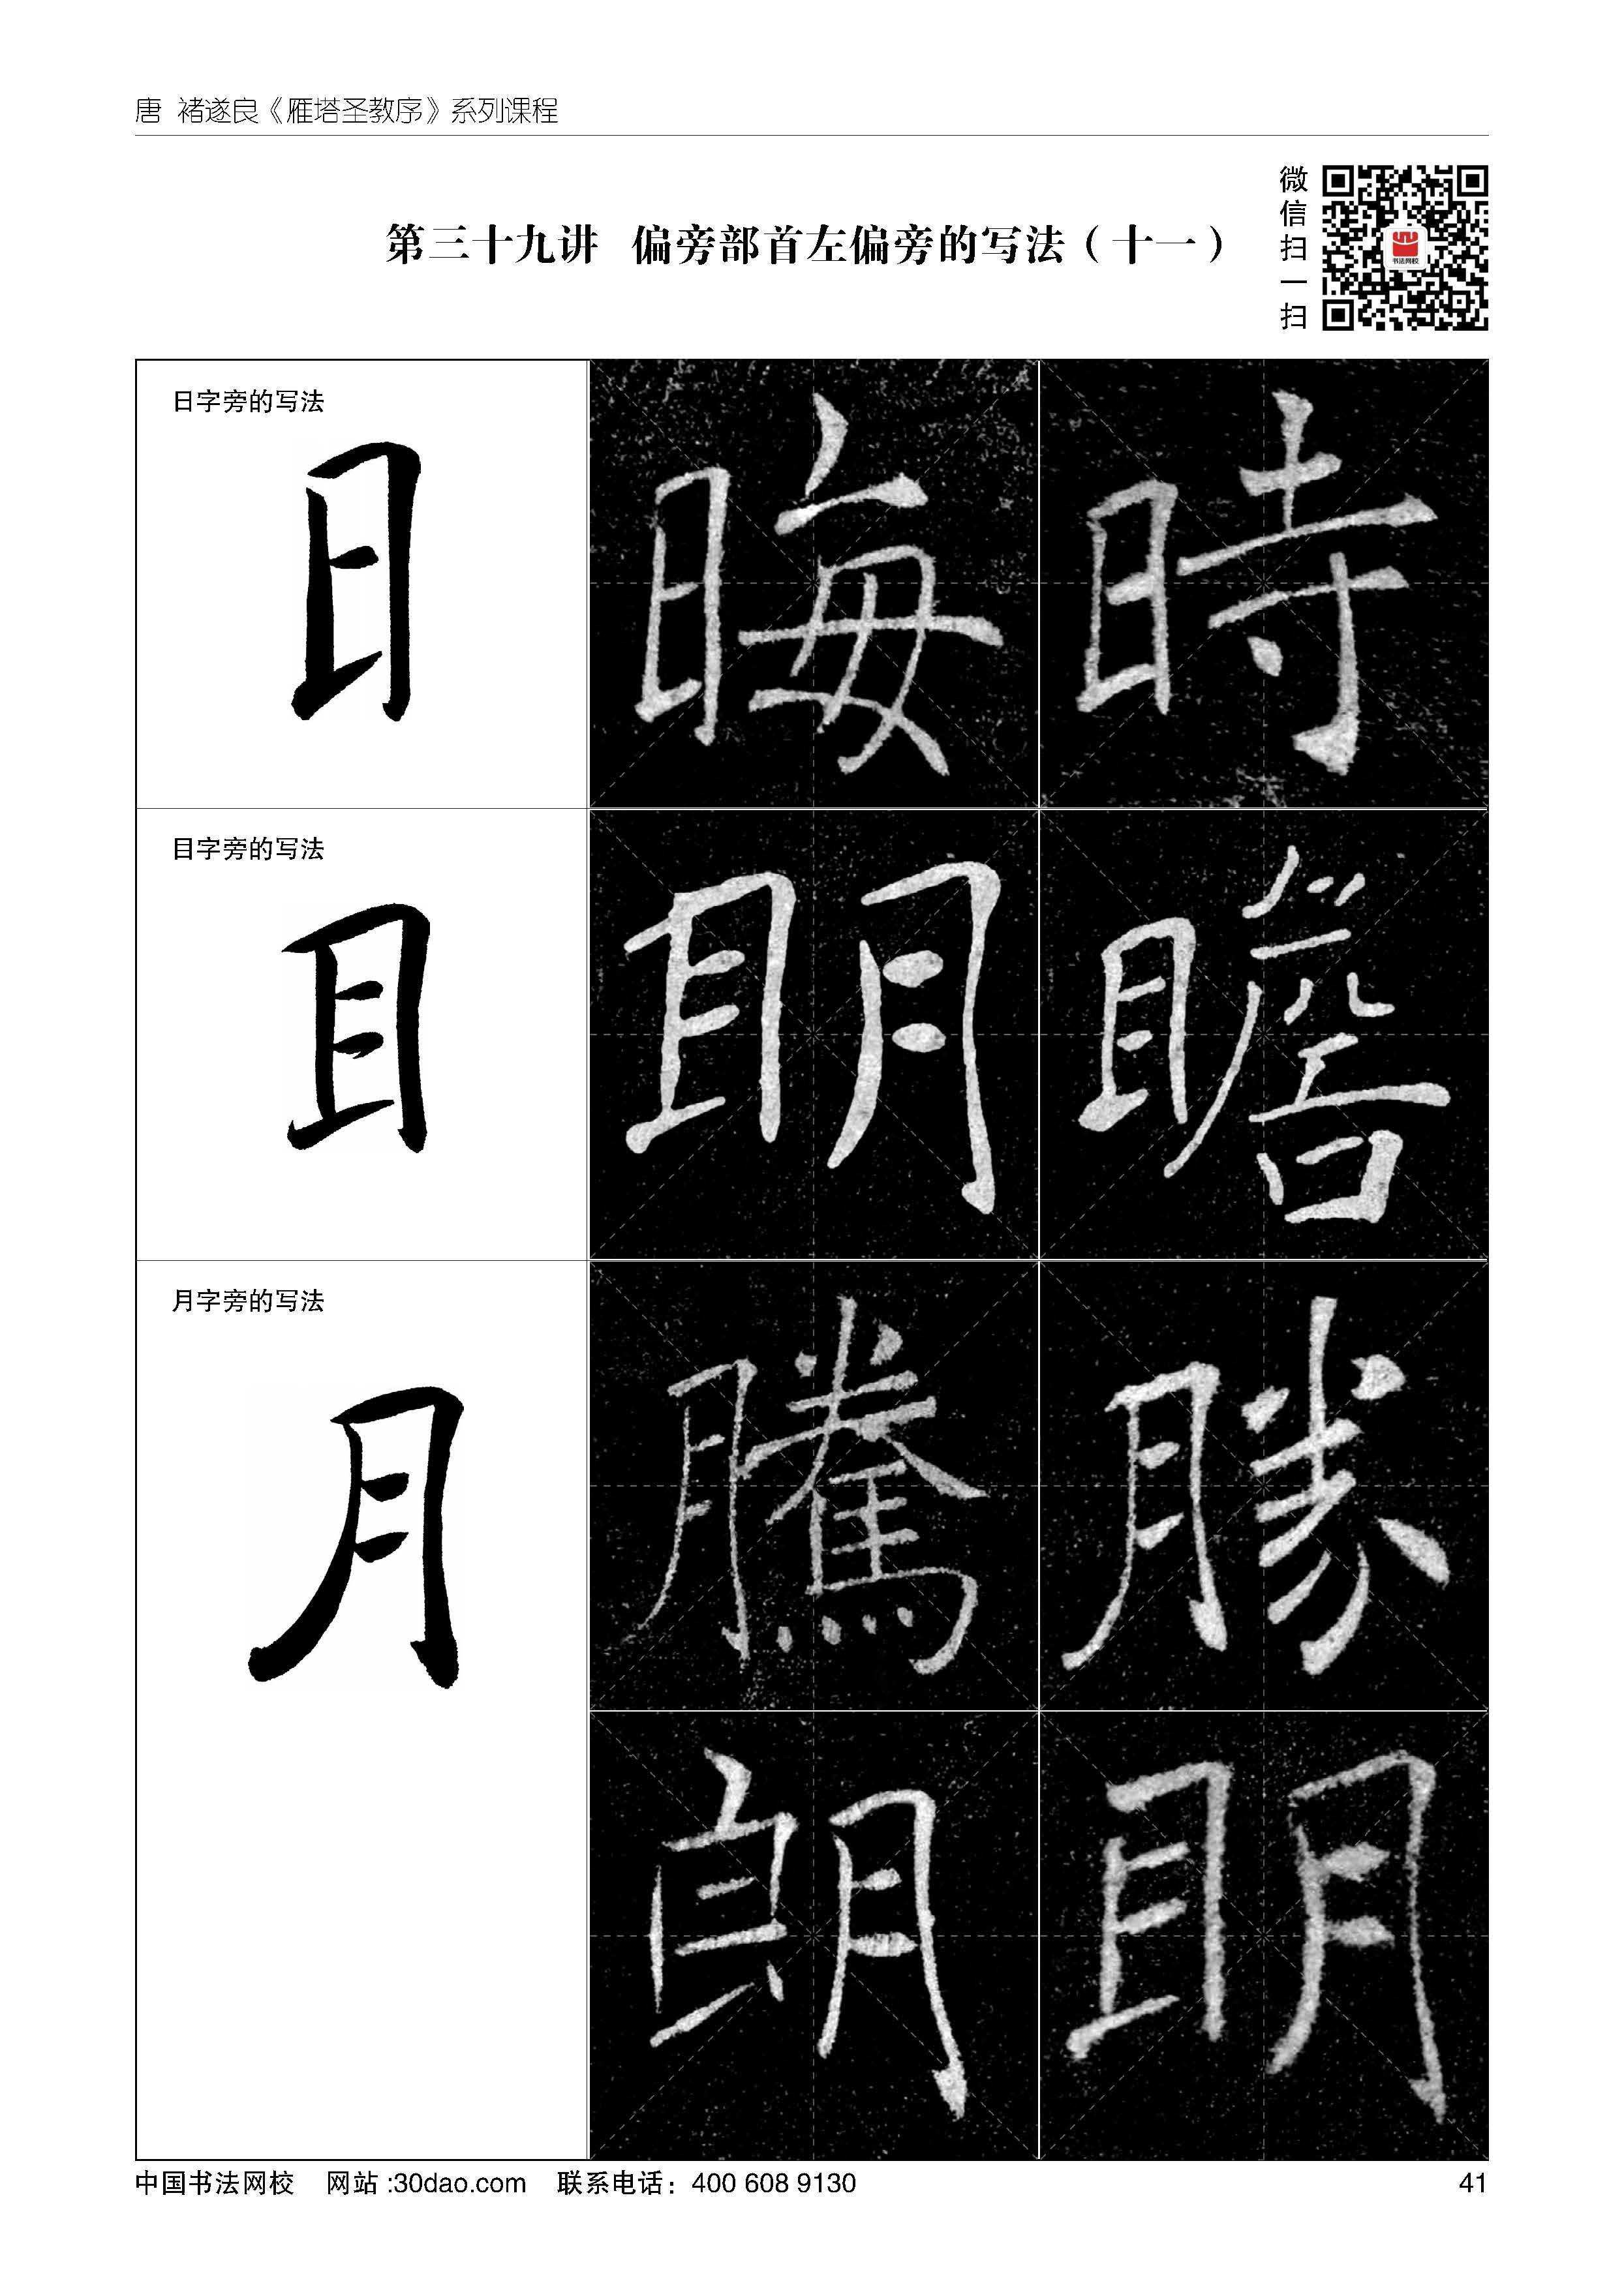 唐 褚遂良《雁塔圣教序》系列课程
第三十九讲 偏旁部首左偏旁的写法（十一）
微信扫一扫
书法网校
日字旁的写法
日
晦 時
目字旁的写法
目
明 瞻
月字旁的写法
月
騰 勝
朗 明
中国书法网校 网站:30dao.com 联系电话：400 608 9130
41